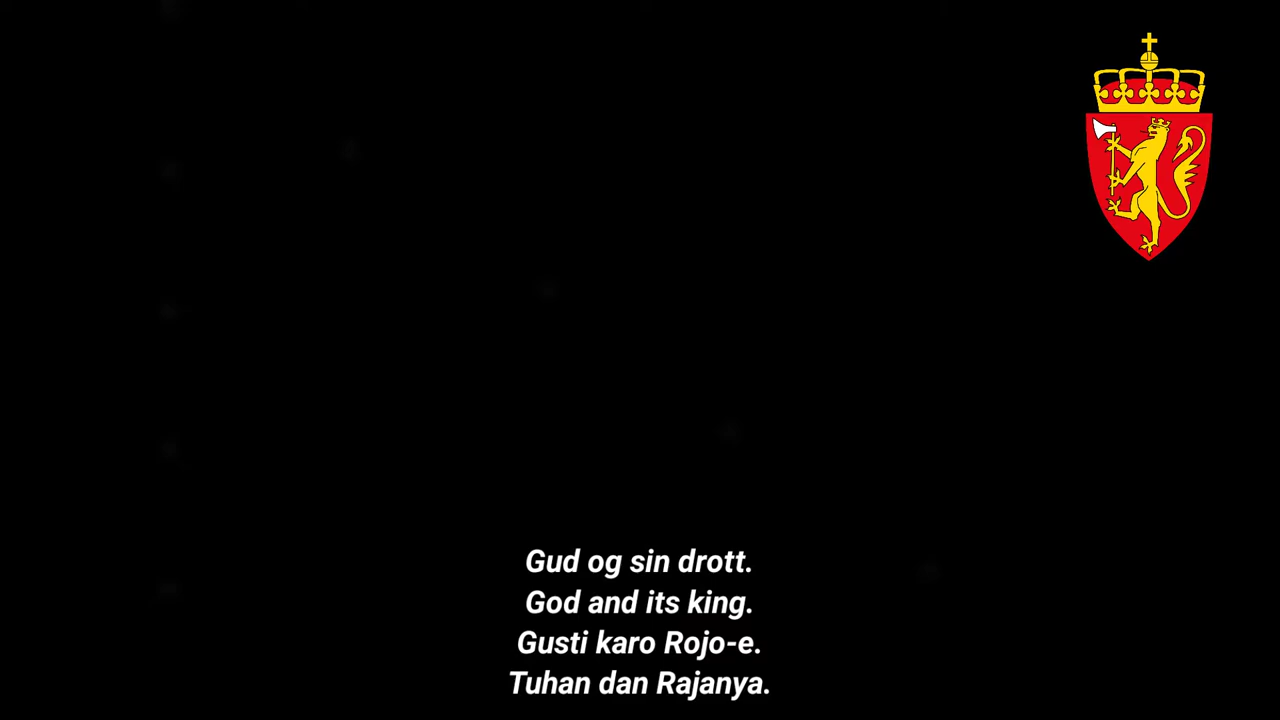 Gud og sin drott.
God and its king.
Gusti karo Rojo-e.
Tuhan dan Rajanya.